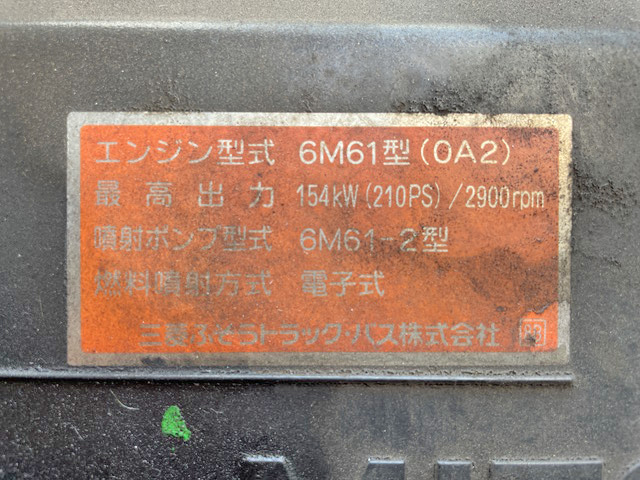 エンジン型式 6M61型(0A2)
最高出力 154kW(210PS)/2900rpm
噴射ポンプ型式 6M61-2型
燃料噴射方式 電子式
三菱ふそうトラック・バス株式会社